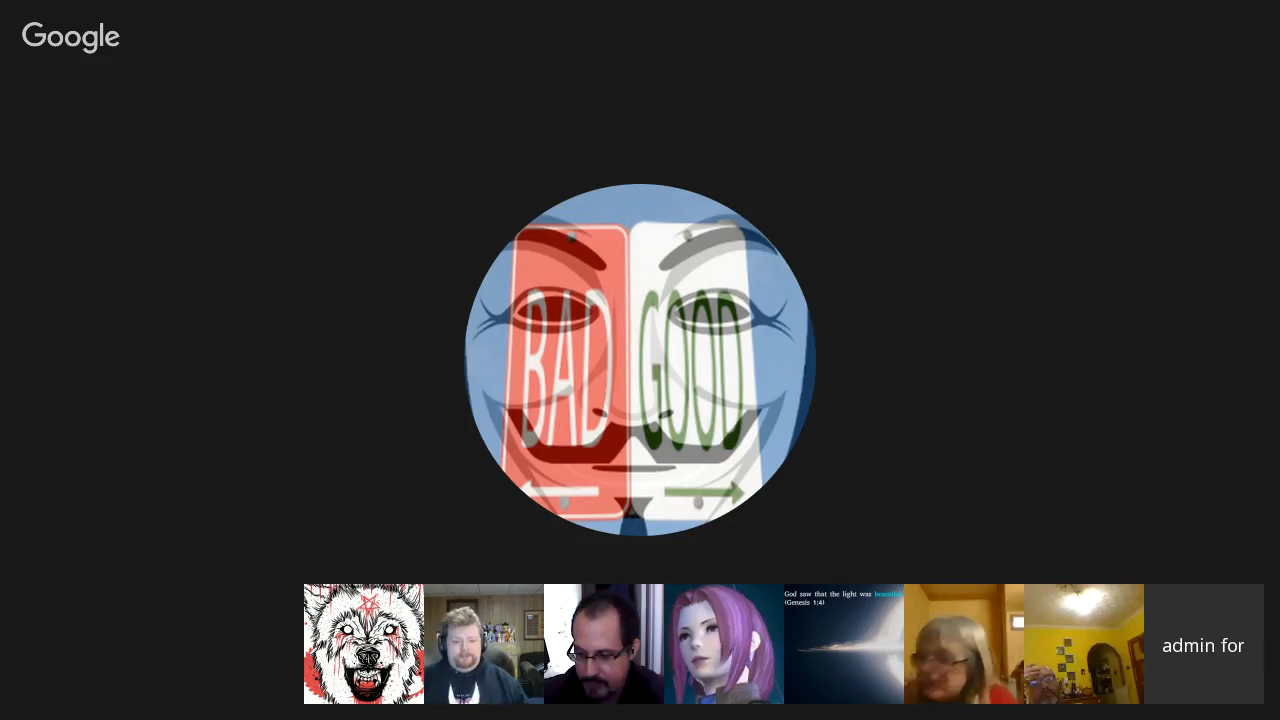 Google
BAD GOOD
God saw that the light was beautiful
(Genesis 1:4)
admin for